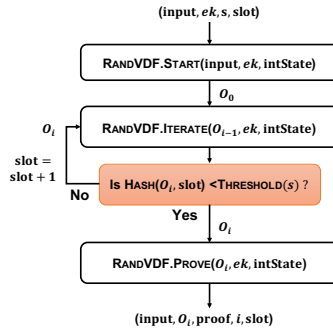 (input, ek, s, slot)
RANDVDF.START(input, ek, intState)
O₀
Oᵢ
RANDVDF.ITERATE(Oᵢ₋₁, ek, intState)
slot =
slot + 1
Is HASH(Oᵢ, slot) <THRESHOLD(s) ?
No
Yes
Oᵢ
RANDVDF.PROVE(Oᵢ, ek, intState)
(input, Oᵢ, proof, i, slot)